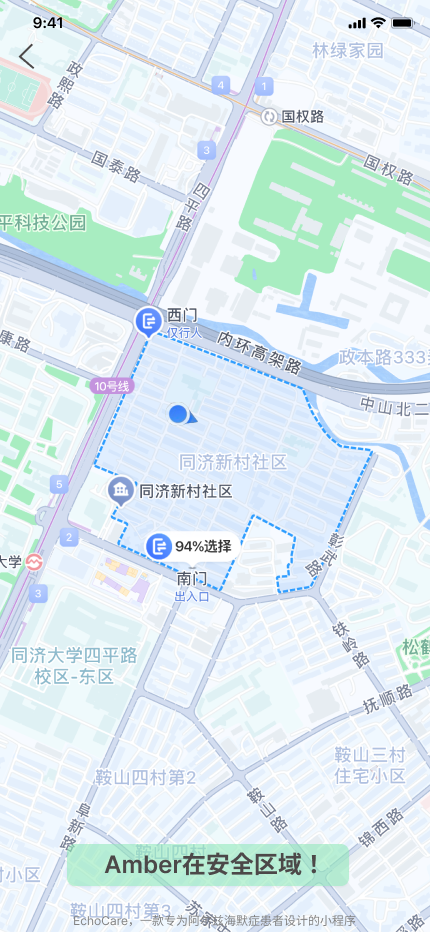 9:41
林绿家园
政熙路
4
1
国权路
3
国泰路
国权路
四平路
平科技公园
西门
仅行人
内环高架路
康路
政本路333
10号线
中山北二
同济新村社区
5
同济新村社区
2
94%选择
彰武路
大学
南门
3
出入口
铁岭路
同济大学四平路
校区-东区
松鹤
抚顺路
鞍山三村
住宅小区
鞍山四村第2
鞍山路
阜新路
锦西路
鞍山四村
Amber在安全区域！
村小区
鞍山四村第3
EchoCare，一款专为阿尔兹海默症患者设计的小程序